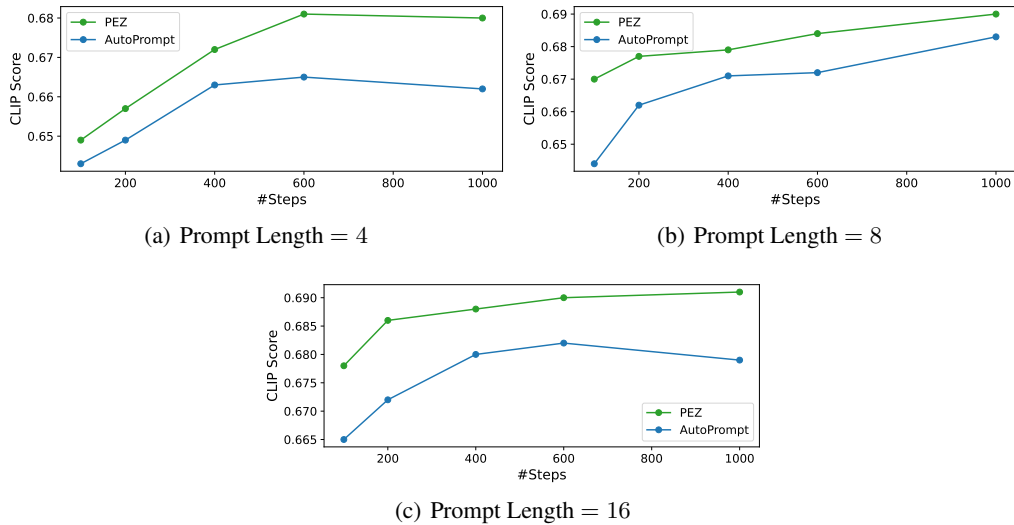 0.68
0.67
0.66
0.65
CLIP Score
PEZ
AutoPrompt
200 400 600 800 1000
#Steps
(a) Prompt Length = 4
0.69
0.68
0.67
0.66
0.65
CLIP Score
PEZ
AutoPrompt
200 400 600 800 1000
#Steps
(b) Prompt Length = 8
0.690
0.685
0.680
0.675
0.670
0.665
CLIP Score
PEZ
AutoPrompt
200 400 600 800 1000
#Steps
(c) Prompt Length = 16